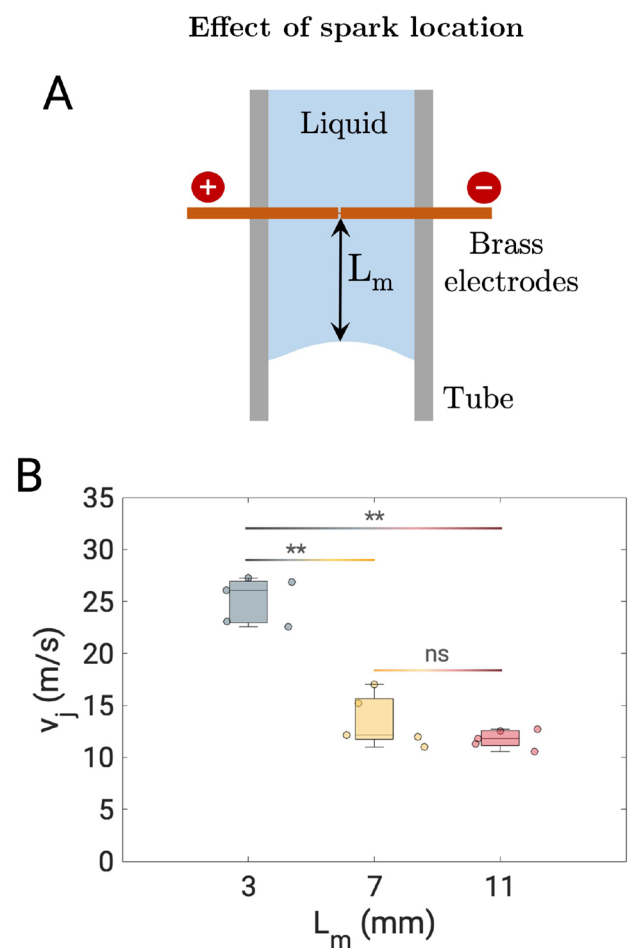 Effect of spark location
A
Liquid
+
−
L_m
Brass
electrodes
Tube
B
35
30
25
20
15
10
5
0
v_j (m/s)
**
**
ns
3 7 11
L_m (mm)